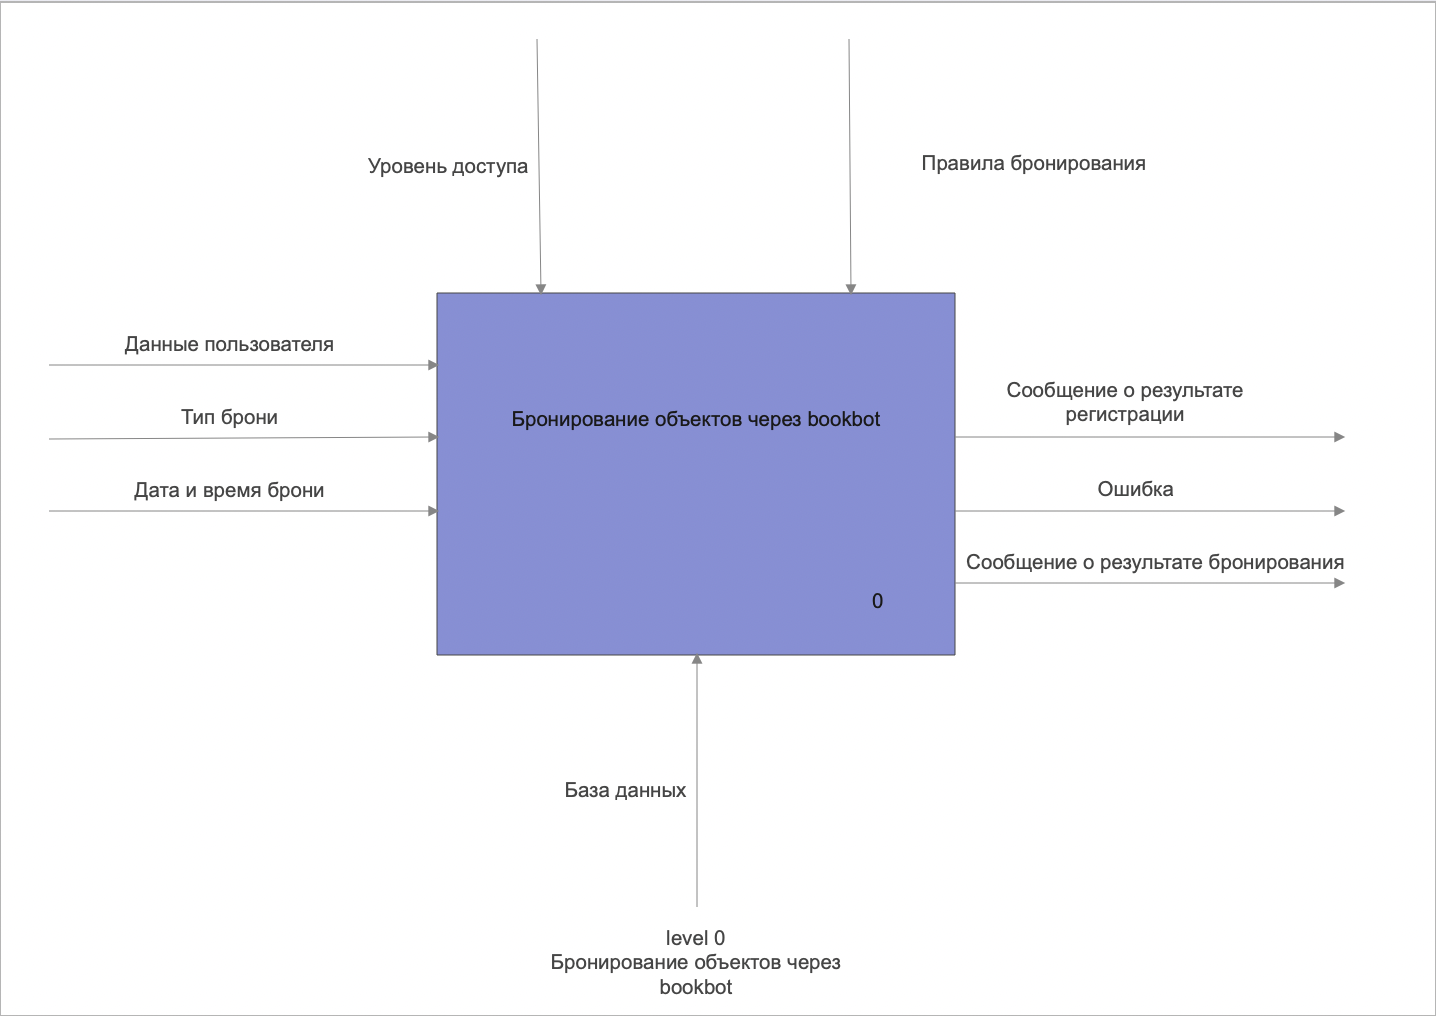 Уровень доступа
Правила бронирования
Данные пользователя
Тип брони
Дата и время брони
Бронирование объектов через bookbot
0
Сообщение о результате
регистрации
Ошибка
Сообщение о результате бронирования
База данных
level 0
Бронирование объектов через
bookbot